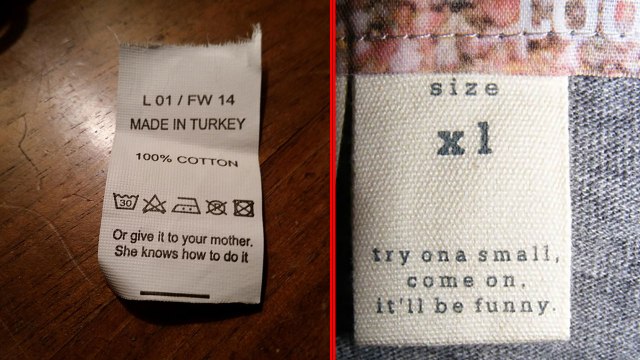 L 01 / FW 14
MADE IN TURKEY
100% COTTON
30
Or give it to your mother.
She knows how to do it
size
xl
try on a small,
come on.
it'll be funny.